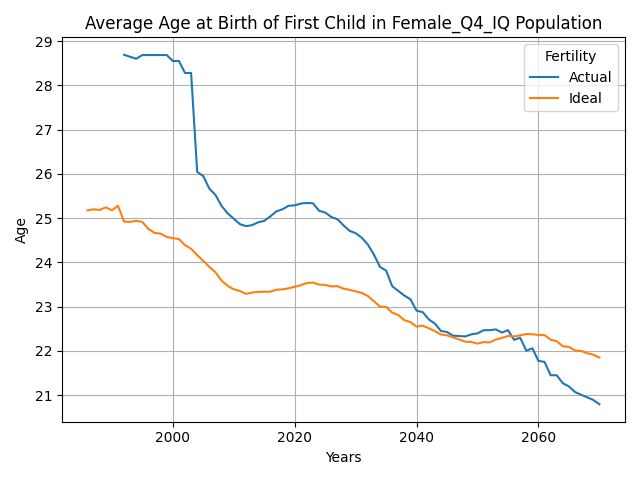 Average Age at Birth of First Child in Female_Q4_IQ Population
29
28
27
26
25
24
23
22
21
Age
Fertility
Actual
Ideal
2000 2020 2040 2060
Years